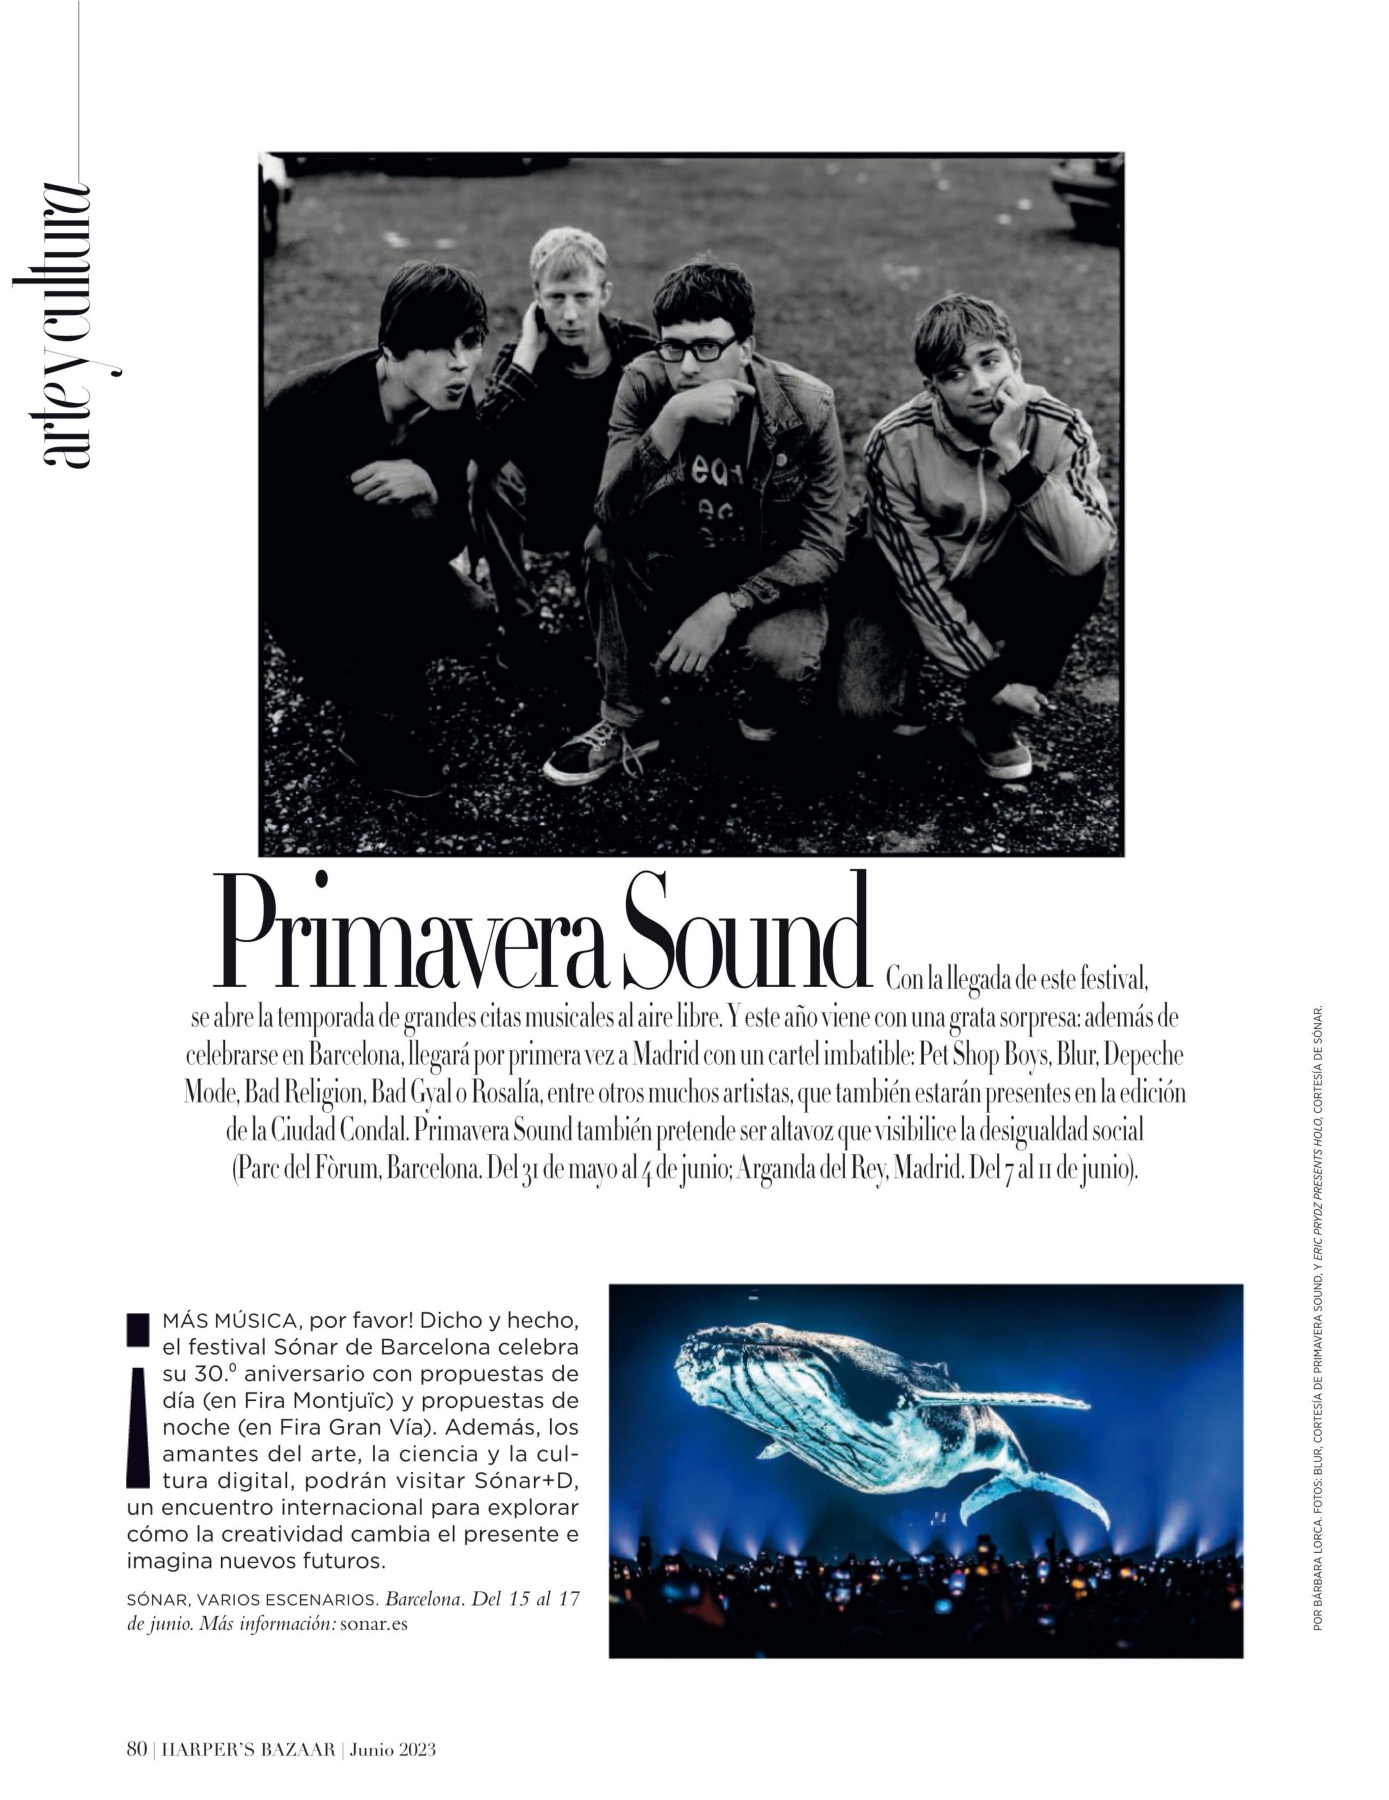 arte y cultura
Primavera Sound Con la llegada de este festival,
se abre la temporada de grandes citas musicales al aire libre. Y este año viene con una grata sorpresa: además de
celebrarse en Barcelona, llegará por primera vez a Madrid con un cartel imbatible: Pet Shop Boys, Blur, Depeche
Mode, Bad Religion, Bad Gyal o Rosalía, entre otros muchos artistas, que también estarán presentes en la edición
de la Ciudad Condal. Primavera Sound también pretende ser altavoz que visibilice la desigualdad social
(Parc del Fòrum, Barcelona. Del 31 de mayo al 4 de junio; Arganda del Rey, Madrid. Del 7 al 11 de junio).
¡MÁS MÚSICA, por favor! Dicho y hecho,
el festival Sónar de Barcelona celebra
su 30.º aniversario con propuestas de
día (en Fira Montjuïc) y propuestas de
noche (en Fira Gran Vía). Además, los
amantes del arte, la ciencia y la cul-
tura digital, podrán visitar Sónar+D,
un encuentro internacional para explorar
cómo la creatividad cambia el presente e
imagina nuevos futuros.
SÓNAR, VARIOS ESCENARIOS. Barcelona. Del 15 al 17
de junio. Más información: sonar.es
POR BÁRBARA LORCA. FOTOS: BLUR, CORTESÍA DE PRIMAVERA SOUND, Y ERIC PRYDZ PRESENTS HOLO, CORTESÍA DE SÓNAR.
80 | HARPER'S BAZAAR | Junio 2023